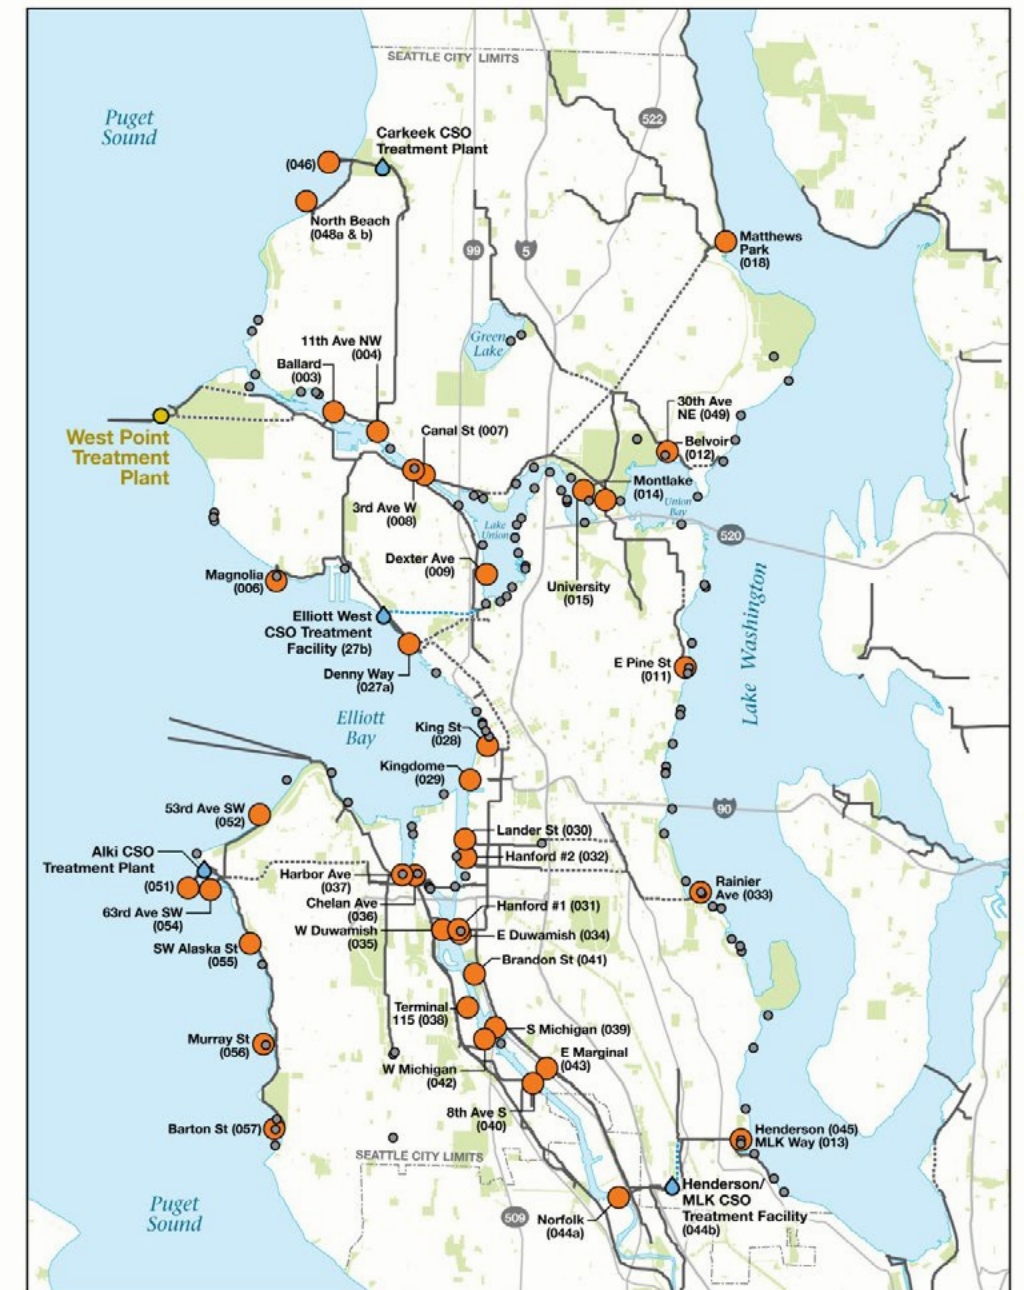 SEATTLE CITY LIMITS
Puget
Sound
522
Carkeek CSO
Treatment Plant
(046)
North Beach
(048a & b)
99
5
Matthews
Park
(018)
Green
Lake
11th Ave NW
(004)
Ballard
(003)
30th Ave
NE (049)
Canal St (007)
Belvoir
(012)
West Point
Treatment
Plant
Montlake
(014)
3rd Ave W
(008)
Union
Bay
Lake
Union
520
Dexter Ave
(009)
Magnolia
(006)
University
(015)
Lake Washington
Elliott West
CSO Treatment
Facility (27b)
E Pine St
(011)
Denny Way
(027a)
Elliott
Bay
King St
(028)
Kingdome
(029)
53rd Ave SW
(052)
90
Lander St (030)
Alki CSO
Treatment Plant
Hanford #2 (032)
Harbor Ave
(037)
(051)
Rainier
Ave (033)
Chelan Ave
(036)
63rd Ave SW
(054)
Hanford #1 (031)
W Duwamish
(035)
E Duwamish (034)
SW Alaska St
(055)
Brandon St (041)
Terminal
115 (038)
S Michigan (039)
Murray St
(056)
E Marginal
(043)
W Michigan
(042)
8th Ave S
(040)
Barton St (057)
Henderson (045)
MLK Way (013)
SEATTLE CITY LIMITS
Henderson/
MLK CSO
Treatment Facility
(044b)
Puget
Sound
509
Norfolk
(044a)